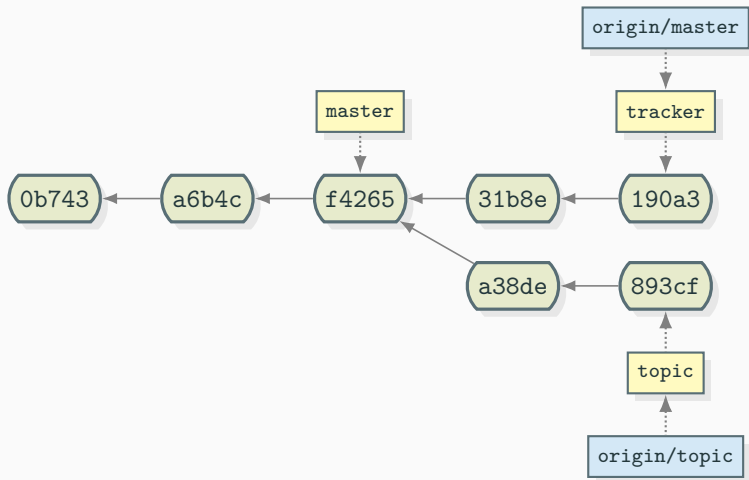 origin/master
master
tracker
0b743
a6b4c
f4265
31b8e
190a3
a38de
893cf
topic
origin/topic